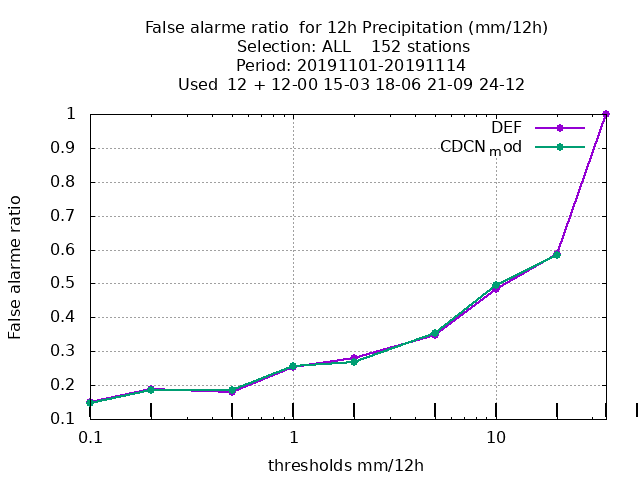 False alarme ratio  for 12h Precipitation (mm/12h)
Selection: ALL    152 stations
Period: 20191101-20191114
Used  12 + 12-00 15-03 18-06 21-09 24-12
DEF
CDCN_mod
1
0.9
0.8
0.7
0.6
0.5
0.4
0.3
0.2
0.1
False alarme ratio
0.1 1 10
thresholds mm/12h